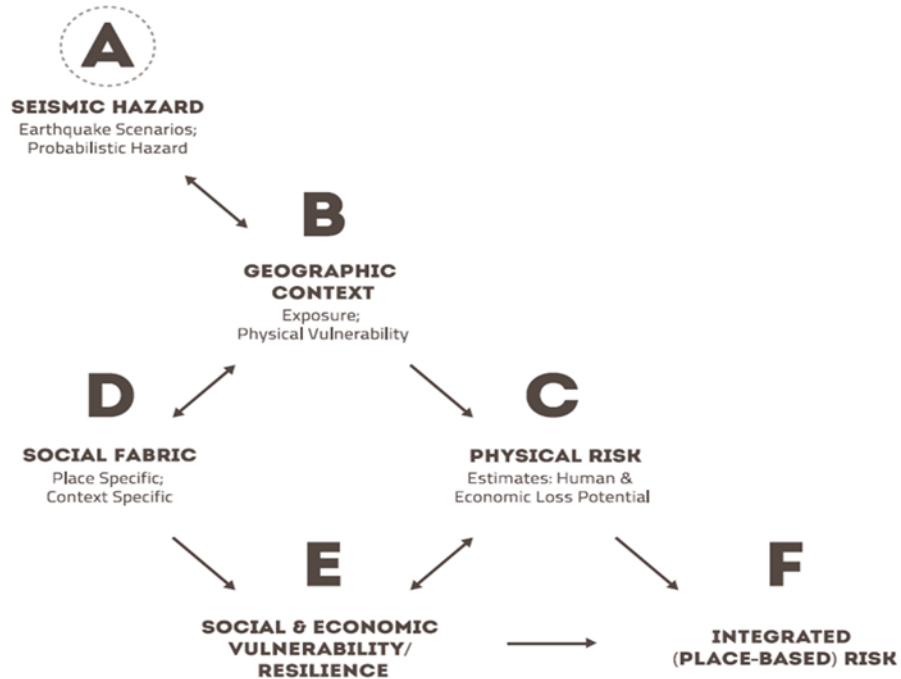 A
SEISMIC HAZARD
Earthquake Scenarios;
Probabilistic Hazard
B
GEOGRAPHIC
CONTEXT
Exposure;
Physical Vulnerability
D
SOCIAL FABRIC
Place Specific;
Context Specific
C
PHYSICAL RISK
Estimates: Human &
Economic Loss Potential
E
SOCIAL & ECONOMIC
VULNERABILITY/
RESILIENCE
F
INTEGRATED
(PLACE-BASED) RISK